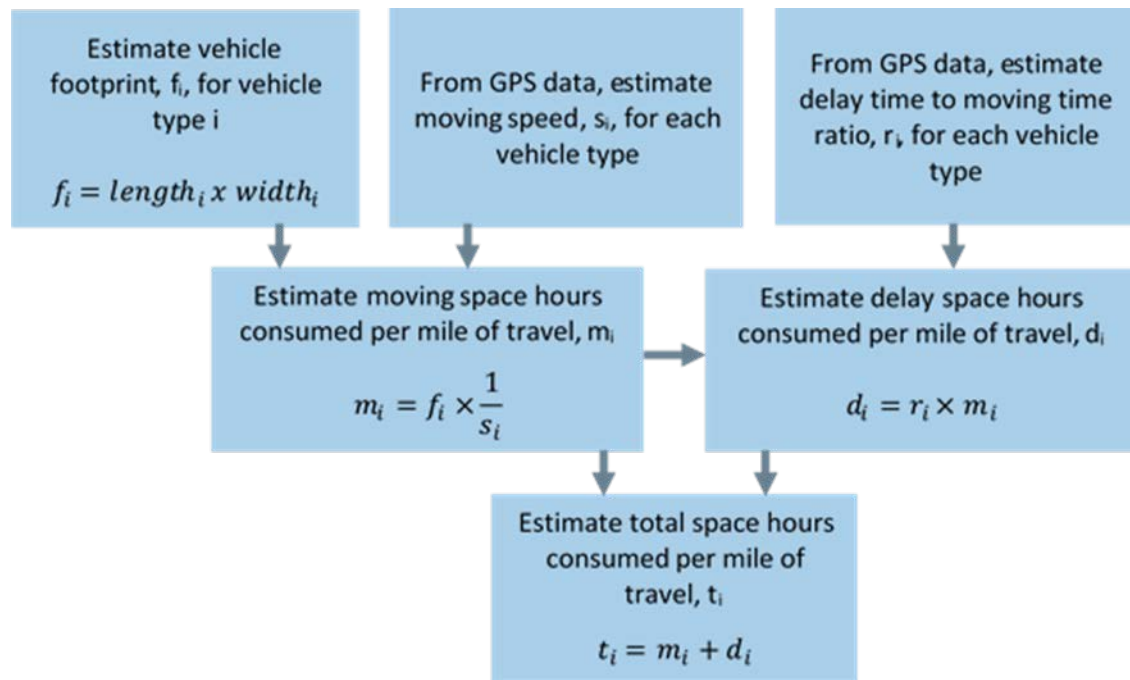 Estimate vehicle
footprint, fᵢ, for vehicle
type i
fᵢ = lengthᵢ x widthᵢ
From GPS data, estimate
moving speed, sᵢ, for each
vehicle type
From GPS data, estimate
delay time to moving time
ratio, rᵢ, for each vehicle
type
Estimate moving space hours
consumed per mile of travel, mᵢ
mᵢ = fᵢ × 1/sᵢ
Estimate delay space hours
consumed per mile of travel, dᵢ
dᵢ = rᵢ × mᵢ
Estimate total space hours
consumed per mile of
travel, tᵢ
tᵢ = mᵢ + dᵢ